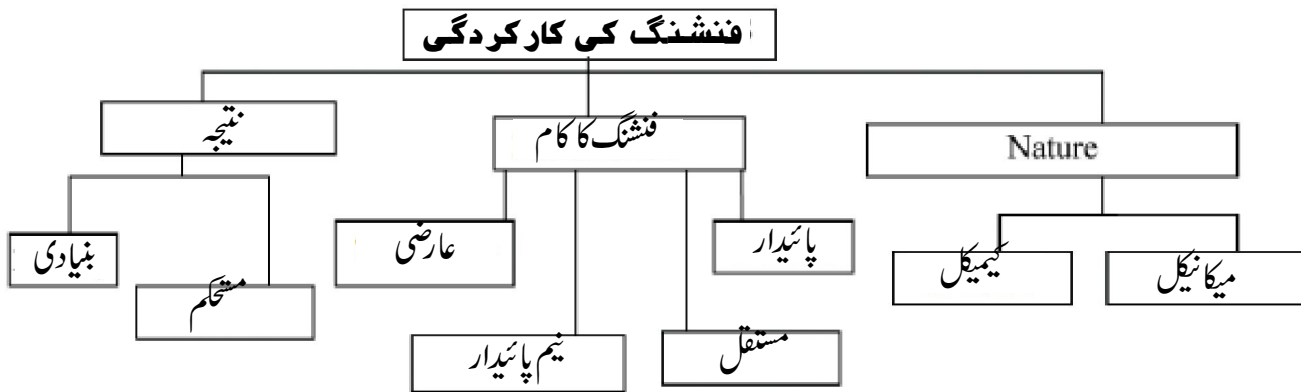 فنشنگ کی کارکردگی
نتیجہ
فنشنگ کا کام
Nature
بنیادی
مستحکم
عارضی
نیم پائیدار
مستقل
پائیدار
کیمیکل
میکانیکل